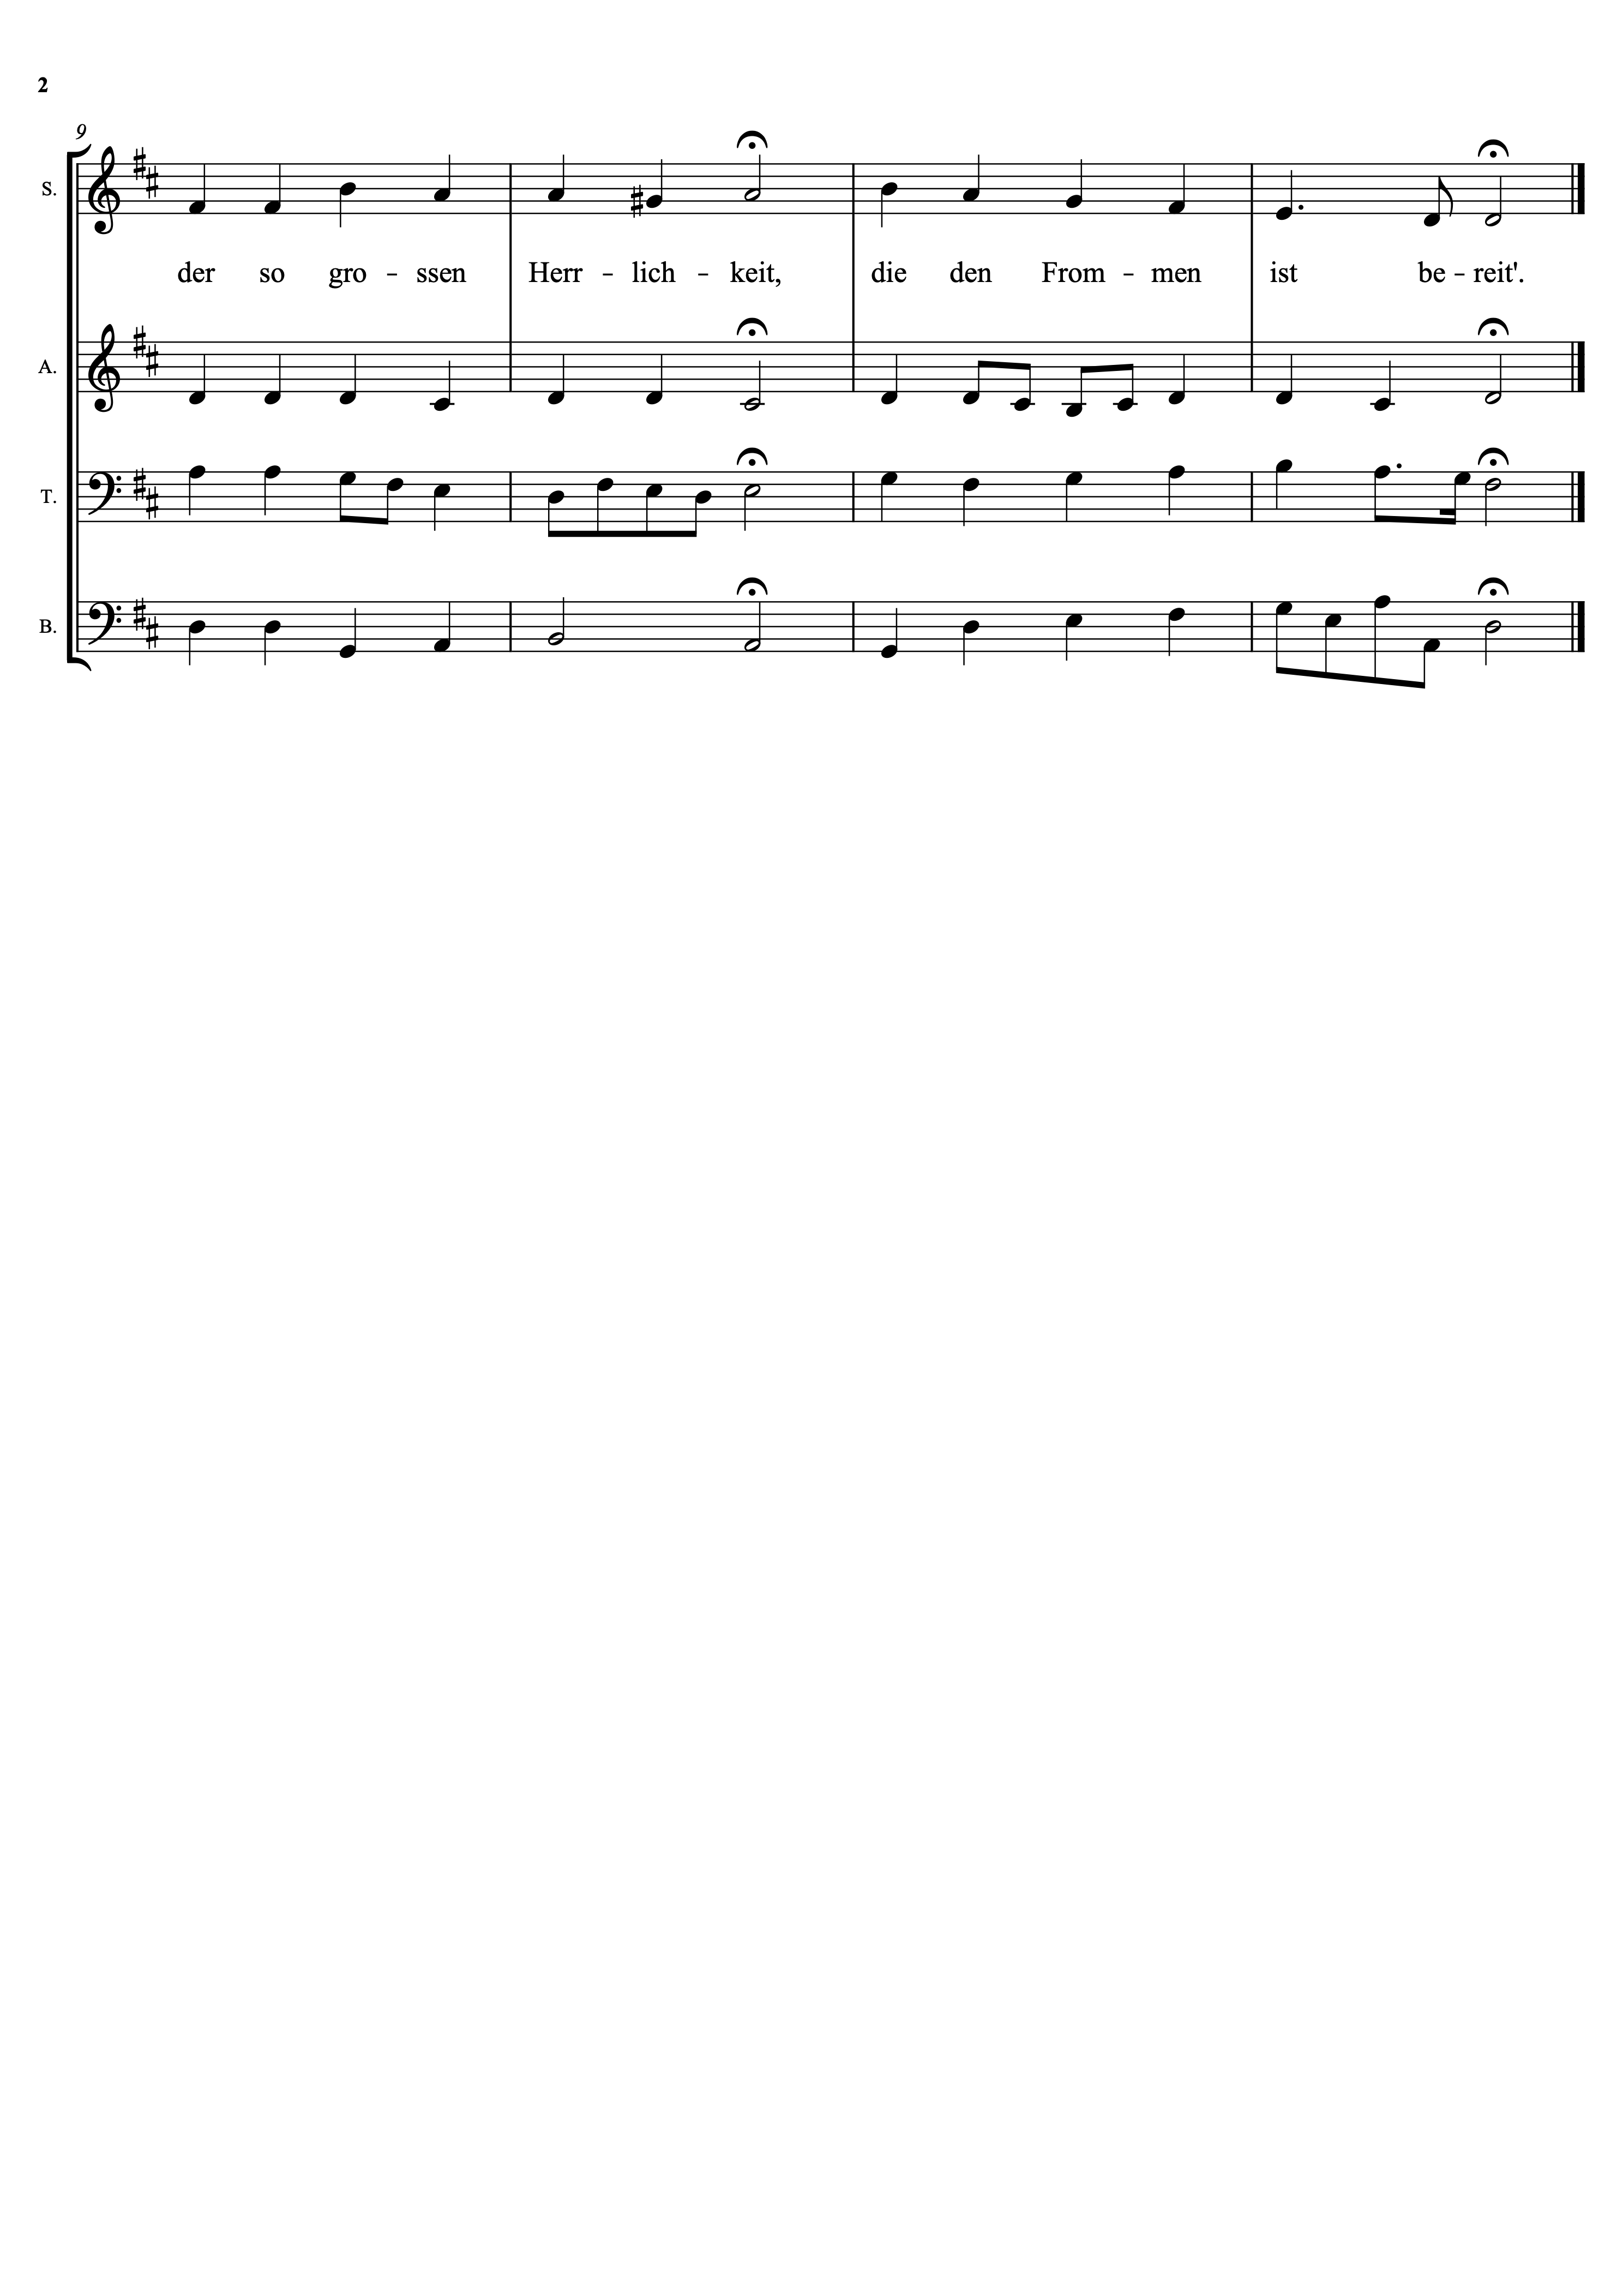 2
9
S.
der so gro – ssen Herr – lich – keit, die den From – men ist be – reit'.
A.
T.
B.